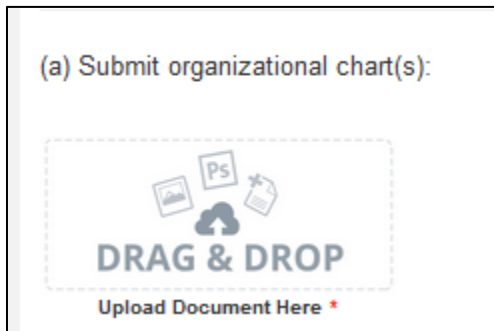 (a) Submit organizational chart(s):
Ps
DRAG & DROP
Upload Document Here *